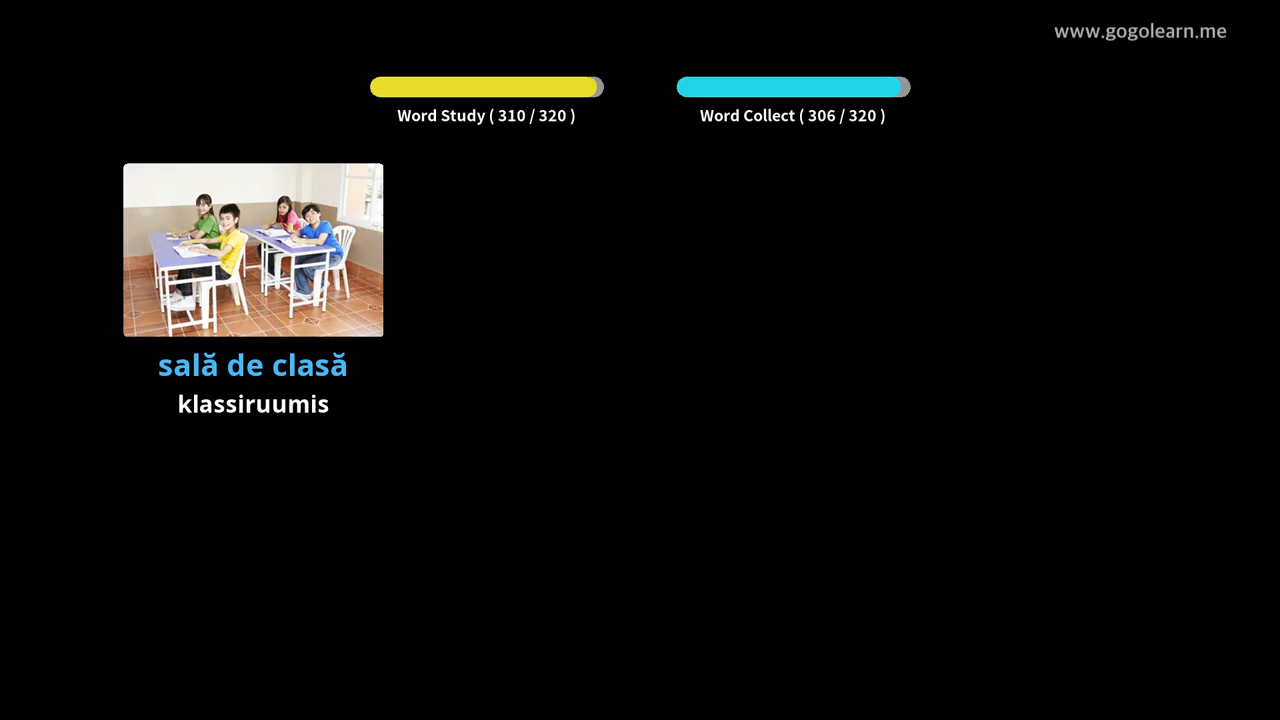 www.gogolearn.me
Word Study ( 310 / 320 )
Word Collect ( 306 / 320 )
sală de clasă
klassiruumis